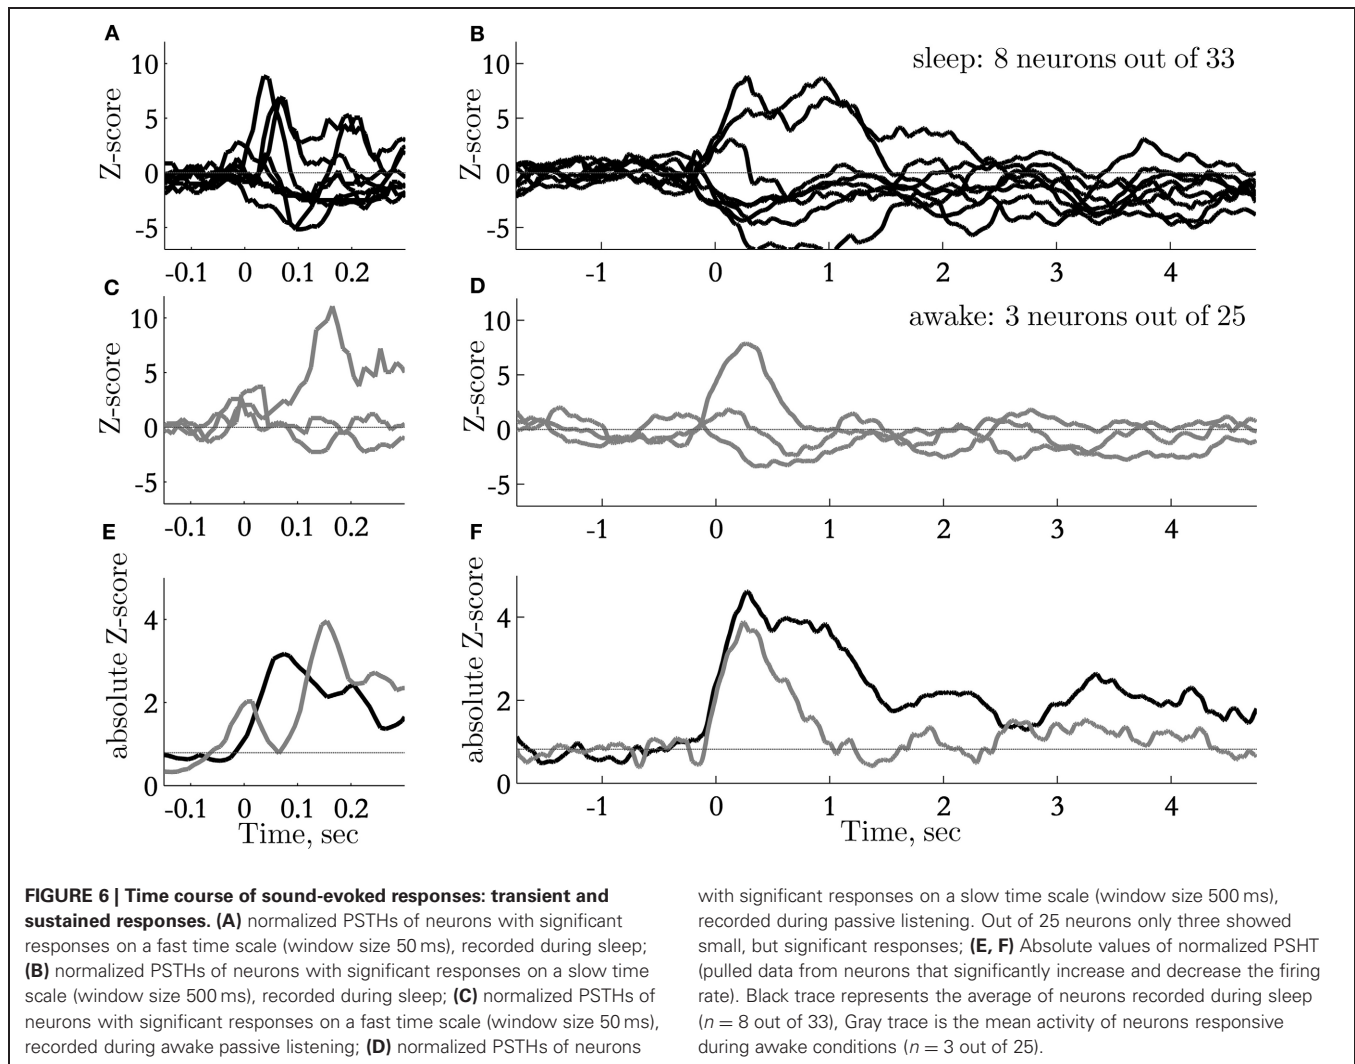 A
Z-score
10
5
0
-5
-0.1 0 0.1 0.2
B
sleep: 8 neurons out of 33
Z-score
10
5
0
-5
-1 0 1 2 3 4
C
Z-score
10
5
0
-5
-0.1 0 0.1 0.2
D
awake: 3 neurons out of 25
Z-score
10
5
0
-5
-1 0 1 2 3 4
E
absolute Z-score
4
2
0
-0.1 0 0.1 0.2
Time, sec
F
absolute Z-score
4
2
0
-1 0 1 2 3 4
Time, sec
FIGURE 6 | Time course of sound-evoked responses: transient and
sustained responses. (A) normalized PSTHs of neurons with significant
responses on a fast time scale (window size 50 ms), recorded during sleep;
(B) normalized PSTHs of neurons with significant responses on a slow time
scale (window size 500 ms), recorded during sleep; (C) normalized PSTHs of
neurons with significant responses on a fast time scale (window size 50 ms),
recorded during awake passive listening; (D) normalized PSTHs of neurons
with significant responses on a slow time scale (window size 500 ms),
recorded during passive listening. Out of 25 neurons only three showed
small, but significant responses; (E, F) Absolute values of normalized PSHT
(pulled data from neurons that significantly increase and decrease the firing
rate). Black trace represents the average of neurons recorded during sleep
(n = 8 out of 33), Gray trace is the mean activity of neurons responsive
during awake conditions (n = 3 out of 25).